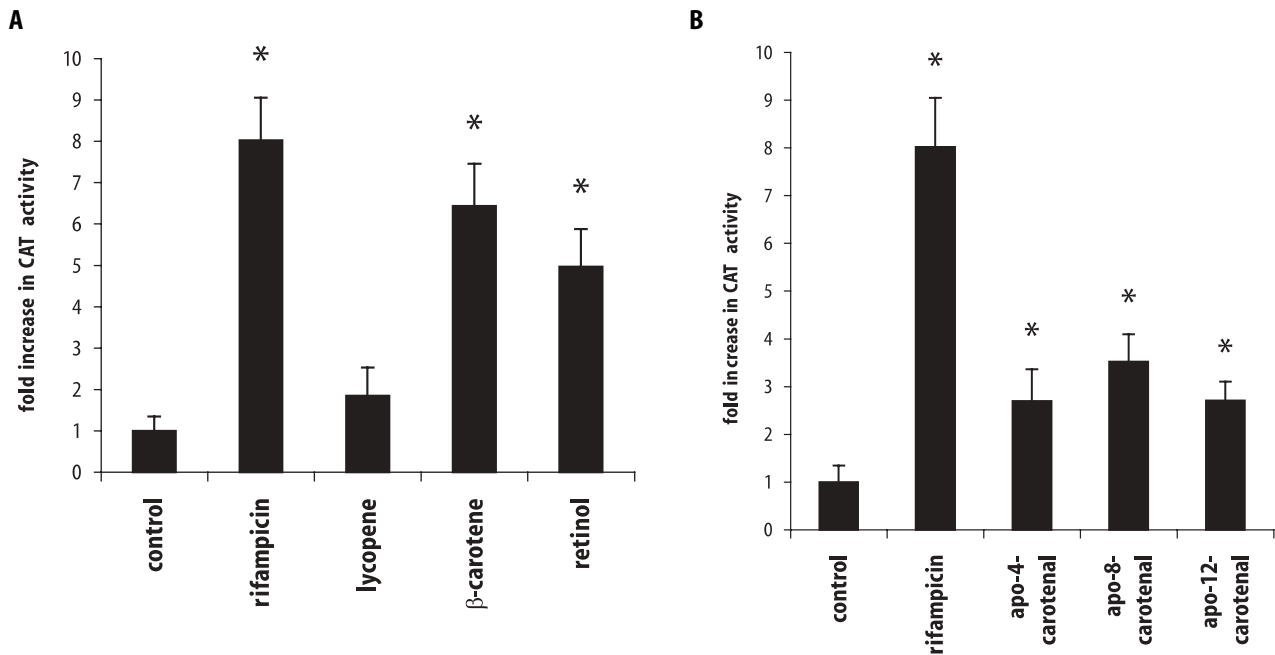 A
fold increase in CAT activity
10
9
8
7
6
5
4
3
2
1
0
*
*
*
control
rifampicin
lycopene
β-carotene
retinol
B
fold increase in CAT activity
10
9
8
7
6
5
4
3
2
1
0
*
*
*
*
control
rifampicin
apo-4-
carotenal
apo-8-
carotenal
apo-12-
carotenal